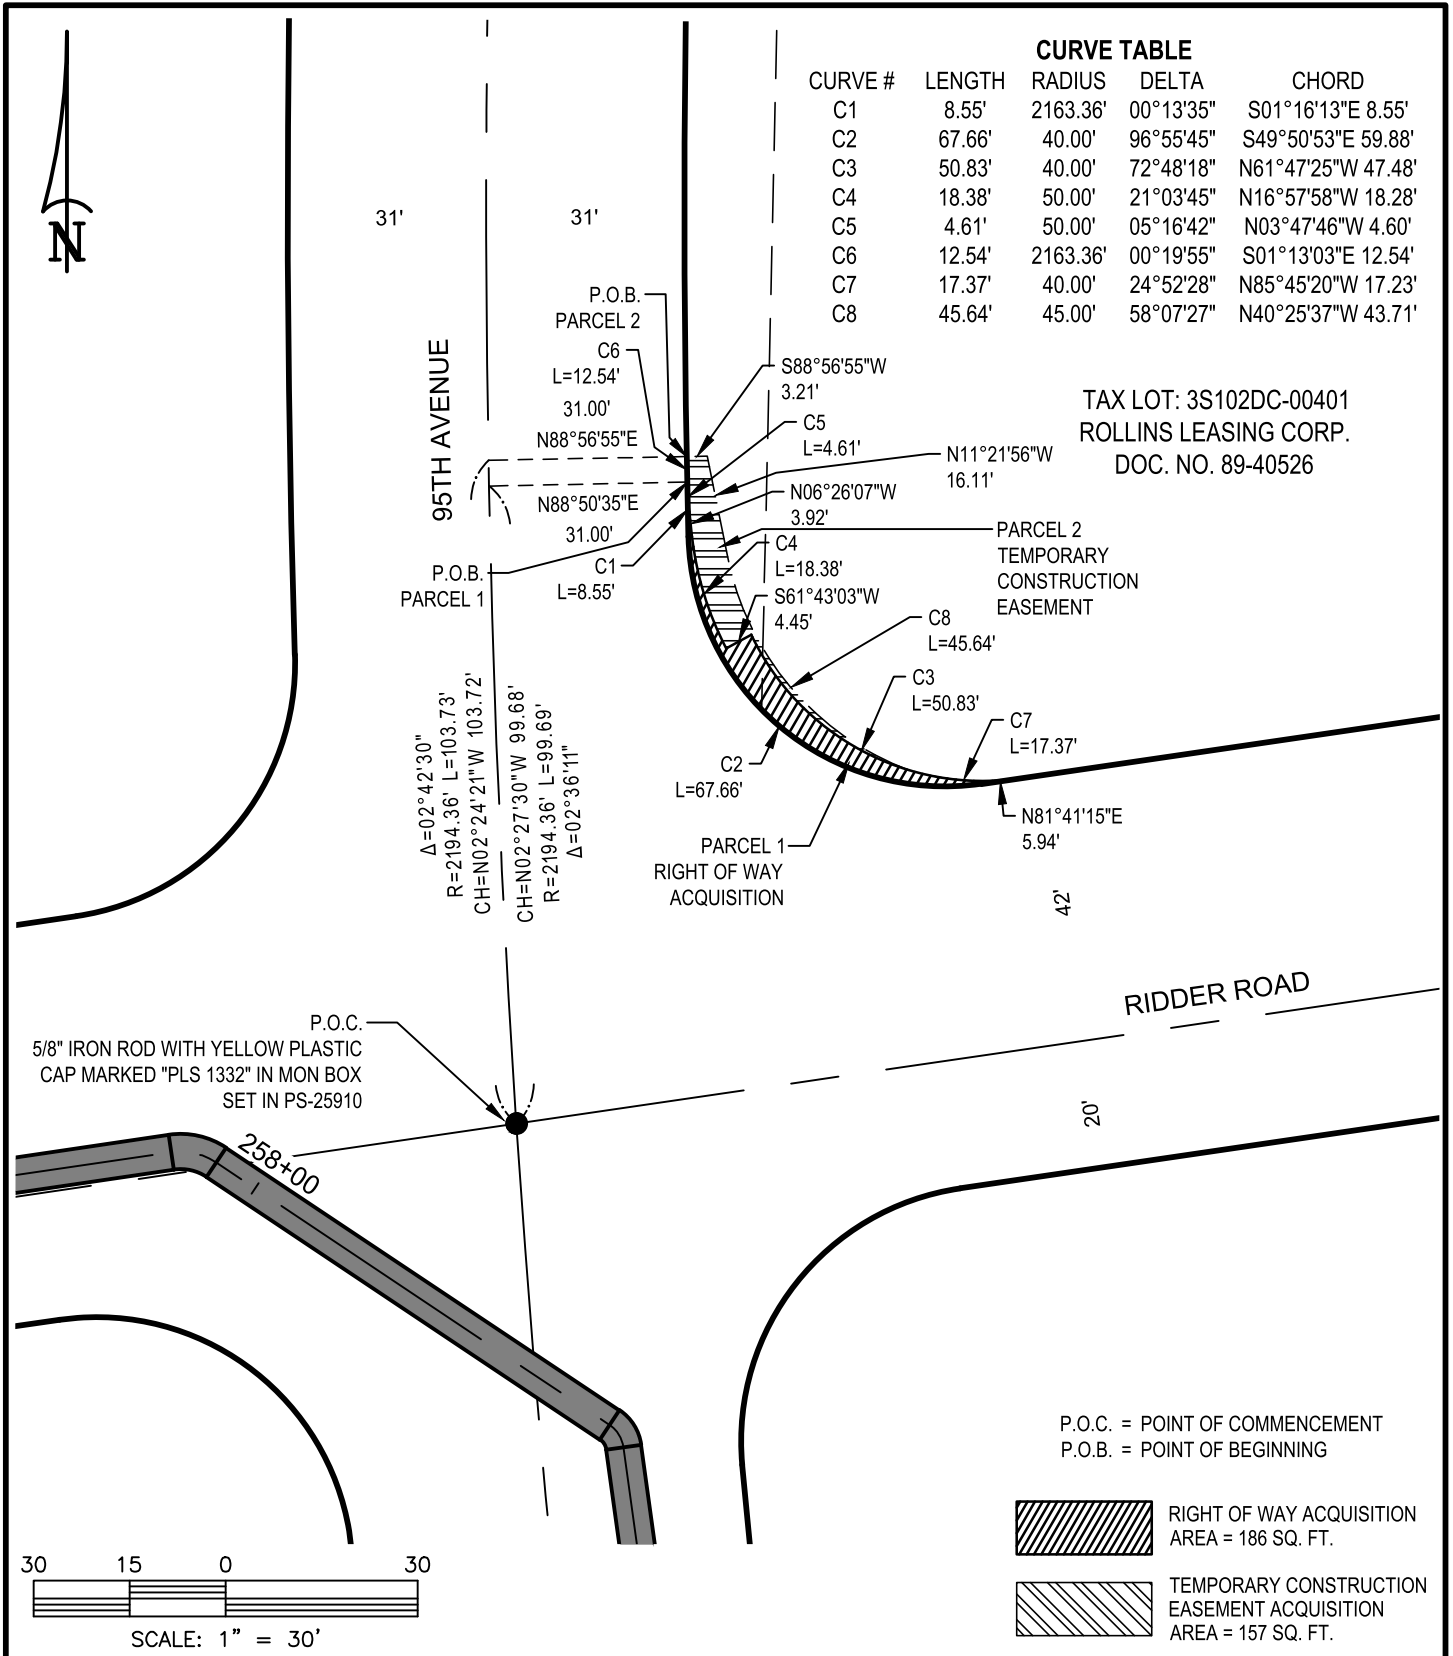 CURVE TABLE
CURVE # LENGTH RADIUS DELTA CHORD
C1 8.55' 2163.36' 00°13'35" S01°16'13"E 8.55'
C2 67.66' 40.00' 96°55'45" S49°50'53"E 59.88'
C3 50.83' 40.00' 72°48'18" N61°47'25"W 47.48'
C4 18.38' 50.00' 21°03'45" N16°57'58"W 18.28'
C5 4.61' 50.00' 05°16'42" N03°47'46"W 4.60'
C6 12.54' 2163.36' 00°19'55" S01°13'03"E 12.54'
C7 17.37' 40.00' 24°52'28" N85°45'20"W 17.23'
C8 45.64' 45.00' 58°07'27" N40°25'37"W 43.71'
N
31'
31'
P.O.B.
PARCEL 2
C6
L=12.54'
31.00'
N88°56'55"E
95TH AVENUE
N88°50'35"E
31.00'
P.O.B.
PARCEL 1
C1
L=8.55'
S88°56'55"W
3.21'
C5
L=4.61'
N11°21'56"W
16.11'
N06°26'07"W
3.92'
C4
L=18.38'
S61°43'03"W
4.45'
TAX LOT: 3S102DC-00401
ROLLINS LEASING CORP.
DOC. NO. 89-40526
PARCEL 2
TEMPORARY
CONSTRUCTION
EASEMENT
C8
L=45.64'
C3
L=50.83'
C7
L=17.37'
C2
L=67.66'
N81°41'15"E
5.94'
PARCEL 1
RIGHT OF WAY
ACQUISITION
Δ=02°42'30"
R=2194.36' L=103.73'
CH=N02°24'21"W 103.72'
CH=N02°27'30"W 99.68'
R=2194.36' L=99.69'
Δ=02°36'11"
42'
RIDDER ROAD
20'
P.O.C.
5/8" IRON ROD WITH YELLOW PLASTIC
CAP MARKED "PLS 1332" IN MON BOX
SET IN PS-25910
258+00
P.O.C. = POINT OF COMMENCEMENT
P.O.B. = POINT OF BEGINNING
RIGHT OF WAY ACQUISITION
AREA = 186 SQ. FT.
TEMPORARY CONSTRUCTION
EASEMENT ACQUISITION
AREA = 157 SQ. FT.
30 15 0 30
SCALE: 1" = 30'